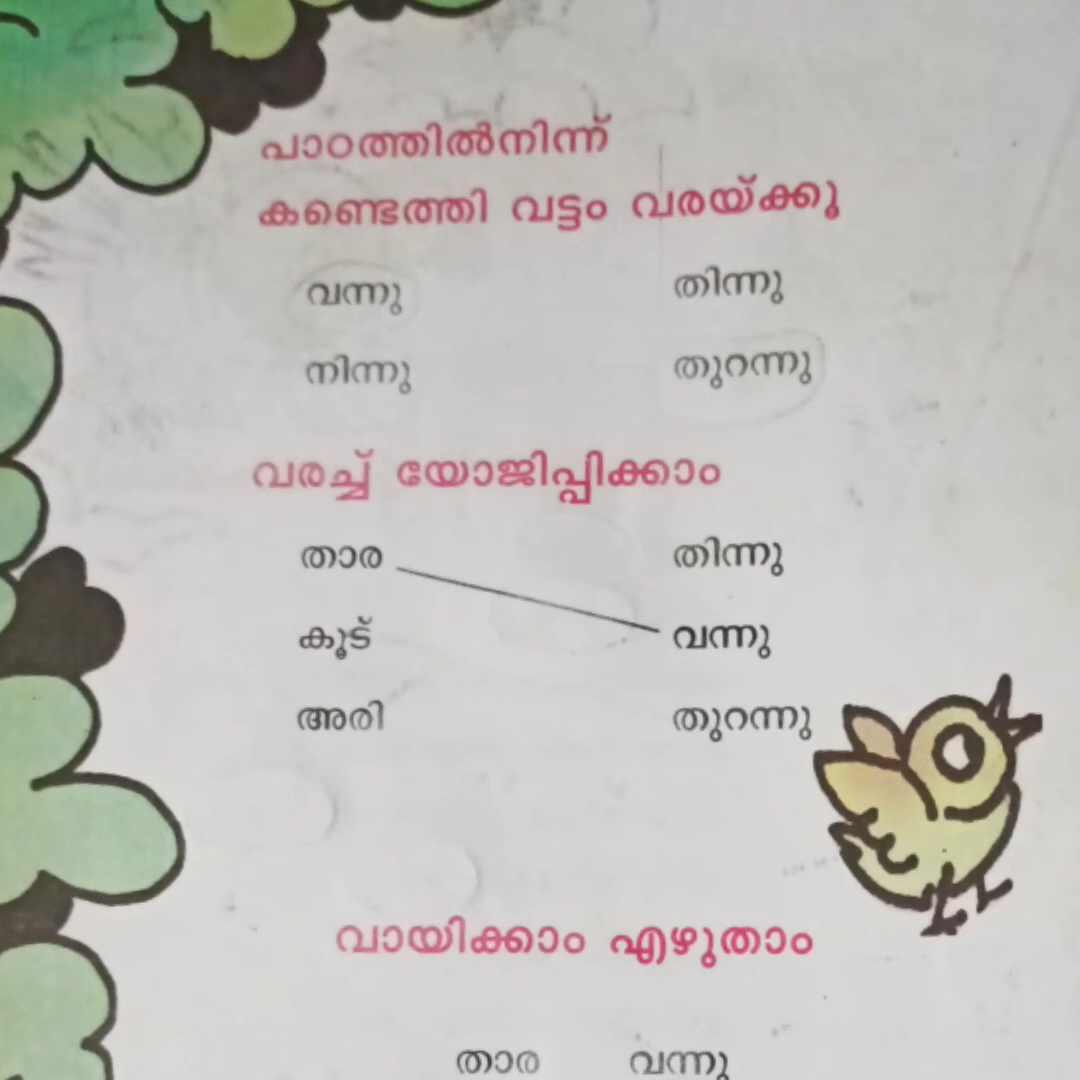 പാഠത്തിൽനിന്ന്
കണ്ടെത്തി വട്ടം വരയ്ക്കൂ
വന്നു തിന്നു
നിന്നു തുറന്നു
വരച്ച് യോജിപ്പിക്കാം
താര തിന്നു
കൂട് വന്നു
അരി തുറന്നു
വായിക്കാം എഴുതാം
താര വന്നു